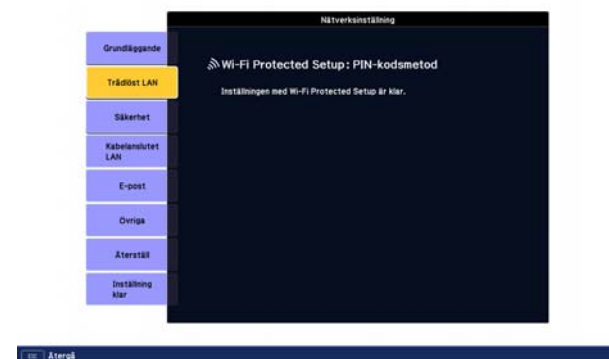 Nätverksinställning
Grundläggande
Trådlöst LAN
Säkerhet
Kabelanslutet
LAN
E-post
Övriga
Återställ
Inställning
klar
Wi-Fi Protected Setup: PIN-kodsmetod
Inställningen med Wi-Fi Protected Setup är klar.
Återgå